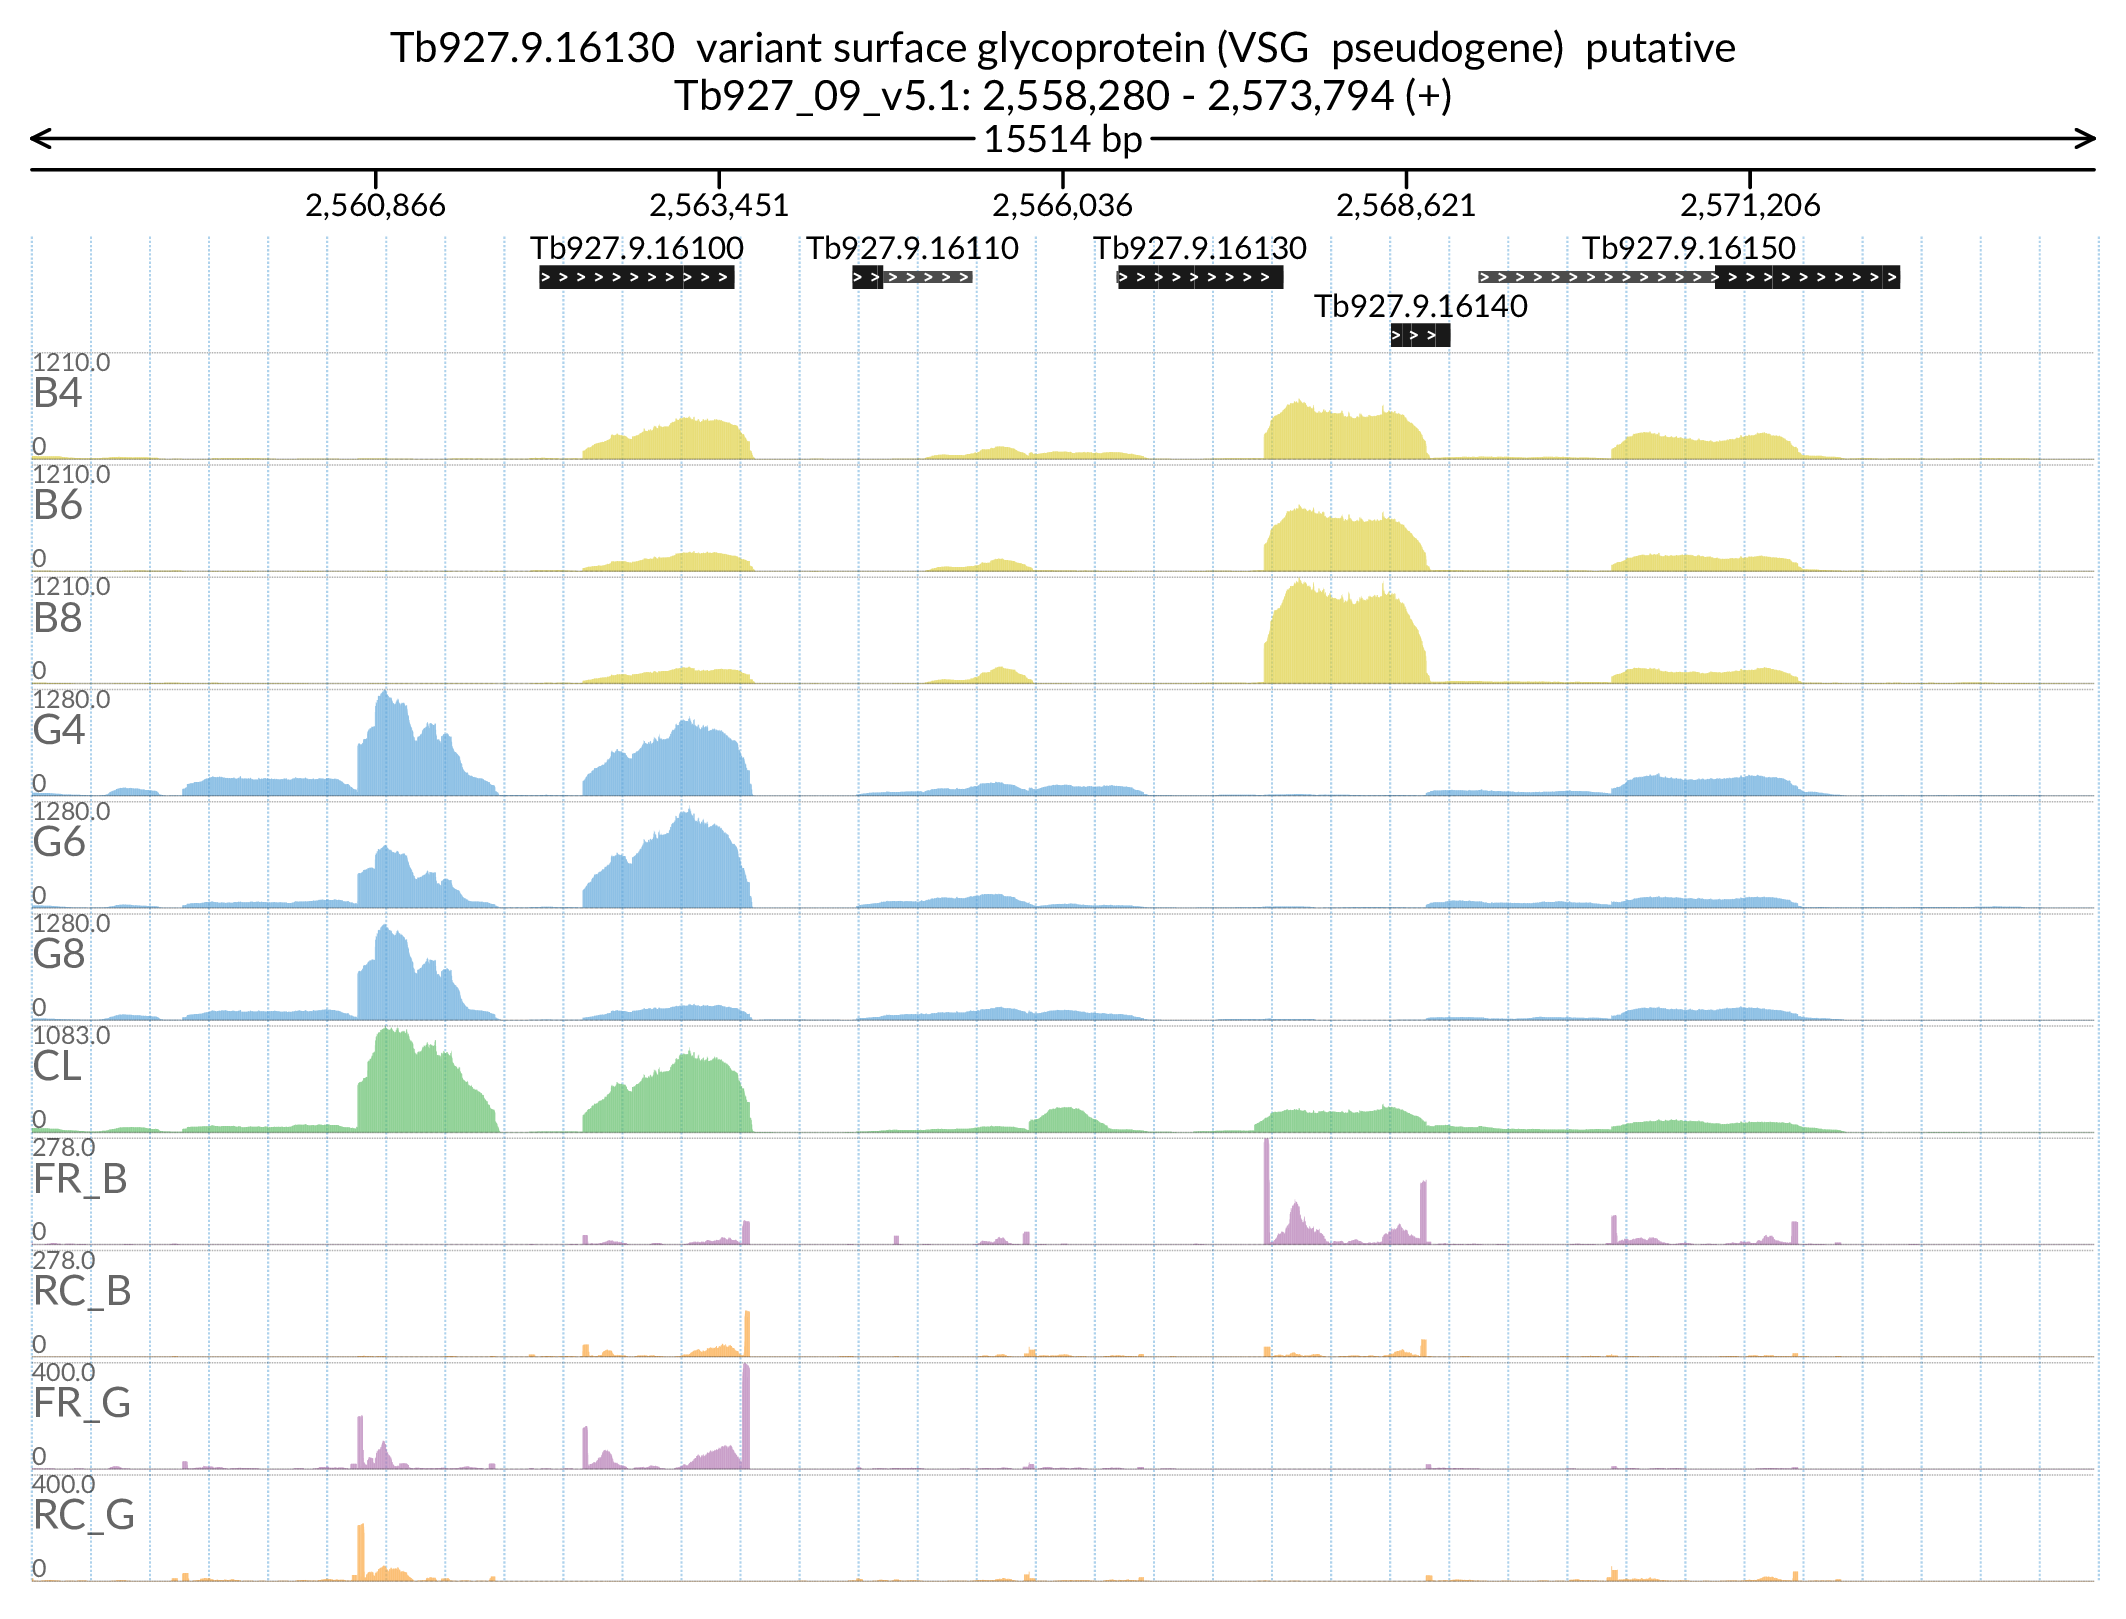 Tb927.9.16130 variant surface glycoprotein (VSG pseudogene) putative
Tb927_09_v5.1: 2,558,280 - 2,573,794 (+)
15514 bp
2,560,866 2,563,451 2,566,036 2,568,621 2,571,206
Tb927.9.16100 Tb927.9.16110 Tb927.9.16130 Tb927.9.16150
Tb927.9.16140
1210.0
B4
0
1210.0
B6
0
1210.0
B8
0
1280.0
G4
0
1280.0
G6
0
1280.0
G8
0
1083.0
CL
0
278.0
FR_B
0
278.0
RC_B
0
400.0
FR_G
0
400.0
RC_G
0